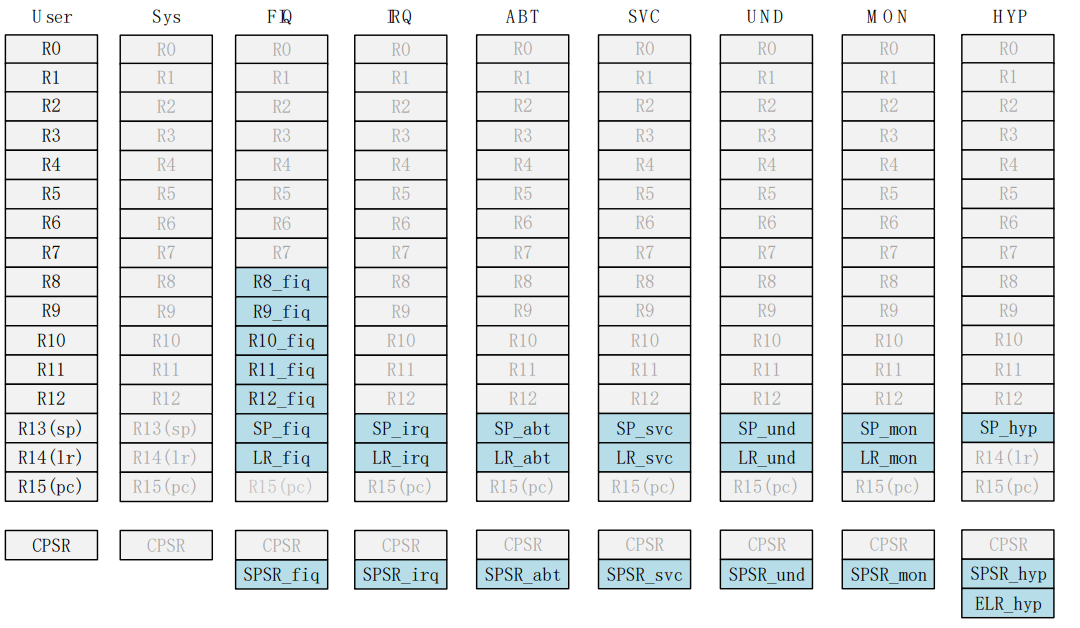 User Sys FIQ IRQ ABT SVC UND MON HYP
R0 R0 R0 R0 R0 R0 R0 R0 R0
R1 R1 R1 R1 R1 R1 R1 R1 R1
R2 R2 R2 R2 R2 R2 R2 R2 R2
R3 R3 R3 R3 R3 R3 R3 R3 R3
R4 R4 R4 R4 R4 R4 R4 R4 R4
R5 R5 R5 R5 R5 R5 R5 R5 R5
R6 R6 R6 R6 R6 R6 R6 R6 R6
R7 R7 R7 R7 R7 R7 R7 R7 R7
R8 R8 R8_fiq R8 R8 R8 R8 R8 R8
R9 R9 R9_fiq R9 R9 R9 R9 R9 R9
R10 R10 R10_fiq R10 R10 R10 R10 R10 R10
R11 R11 R11_fiq R11 R11 R11 R11 R11 R11
R12 R12 R12_fiq R12 R12 R12 R12 R12 R12
R13(sp) R13(sp) SP_fiq SP_irq SP_abt SP_svc SP_und SP_mon SP_hyp
R14(lr) R14(lr) LR_fiq LR_irq LR_abt LR_svc LR_und LR_mon R14(lr)
R15(pc) R15(pc) R15(pc) R15(pc) R15(pc) R15(pc) R15(pc) R15(pc) R15(pc)
CPSR CPSR CPSR CPSR CPSR CPSR CPSR CPSR CPSR
SPSR_fiq SPSR_irq SPSR_abt SPSR_svc SPSR_und SPSR_mon SPSR_hyp
ELR_hyp